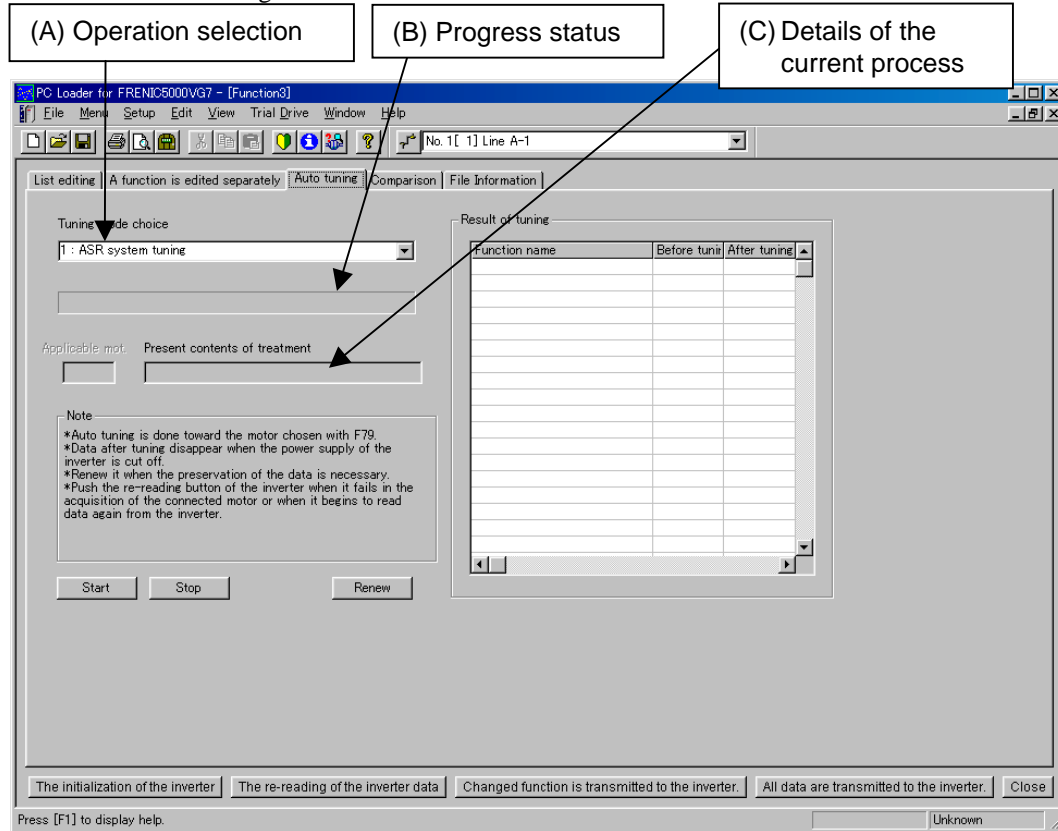 (A) Operation selection
(B) Progress status
(C) Details of the
current process
PC Loader for FRENIC5000VG7 - [Function3]
File Menu Setup Edit View Trial Drive Window Help
No. 1[ 1] Line A-1
List editing A function is edited separately Auto tuning Comparison File Information
Tuning de choice
1 : ASR system tuning
Applicable mot. Present contents of treatment
Note
*Auto tuning is done toward the motor chosen with F79.
*Data after tuning disappear when the power supply of the
inverter is cut off.
*Renew it when the preservation of the data is necessary.
*Push the re-reading button of the inverter when it fails in the
acquisition of the connected motor or when it begins to read
data again from the inverter.
Start Stop Renew
Result of tuning
Function name Before tunin After tuning
The initialization of the inverter The re-reading of the inverter data Changed function is transmitted to the inverter. All data are transmitted to the inverter. Close
Press [F1] to display help. Unknown